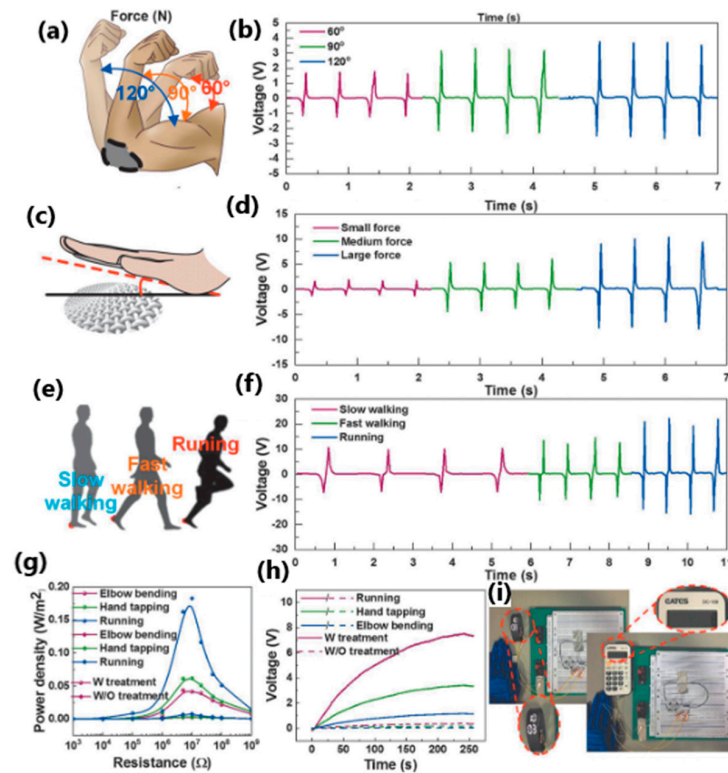 Force (N)
Time (s)
(a)
120°
90°
60°
(b)
60°
90°
120°
Voltage (V)
5
4
3
2
1
0
-1
-2
-3
-4
-5
0 1 2 3 4 5 6 7
Time (s)
(c)
(d)
Small force
Medium force
Large force
Voltage (V)
15
10
5
0
-5
-10
-15
0 1 2 3 4 5 6 7
Time (s)
(e)
Slow
walking
Fast
walking
Runing
(f)
Slow walking
Fast walking
Running
Voltage (V)
30
20
10
0
-10
-20
-30
0 1 2 3 4 5 6 7 8 9 10 11
Time (s)
(g)
Elbow bending
Hand tapping
Running
Elbow bending
Hand tapping
Running
W treatment
W/O treatment
Power density (W/m²)
0.20
0.15
0.10
0.05
0.00
10³ 10⁴ 10⁵ 10⁶ 10⁷ 10⁸ 10⁹
Resistance (Ω)
(h)
Running
Hand tapping
Elbow bending
W treatment
W/O treatment
Voltage (V)
10
8
6
4
2
0
0 50 100 150 200 250
Time (s)
(i)
GATES